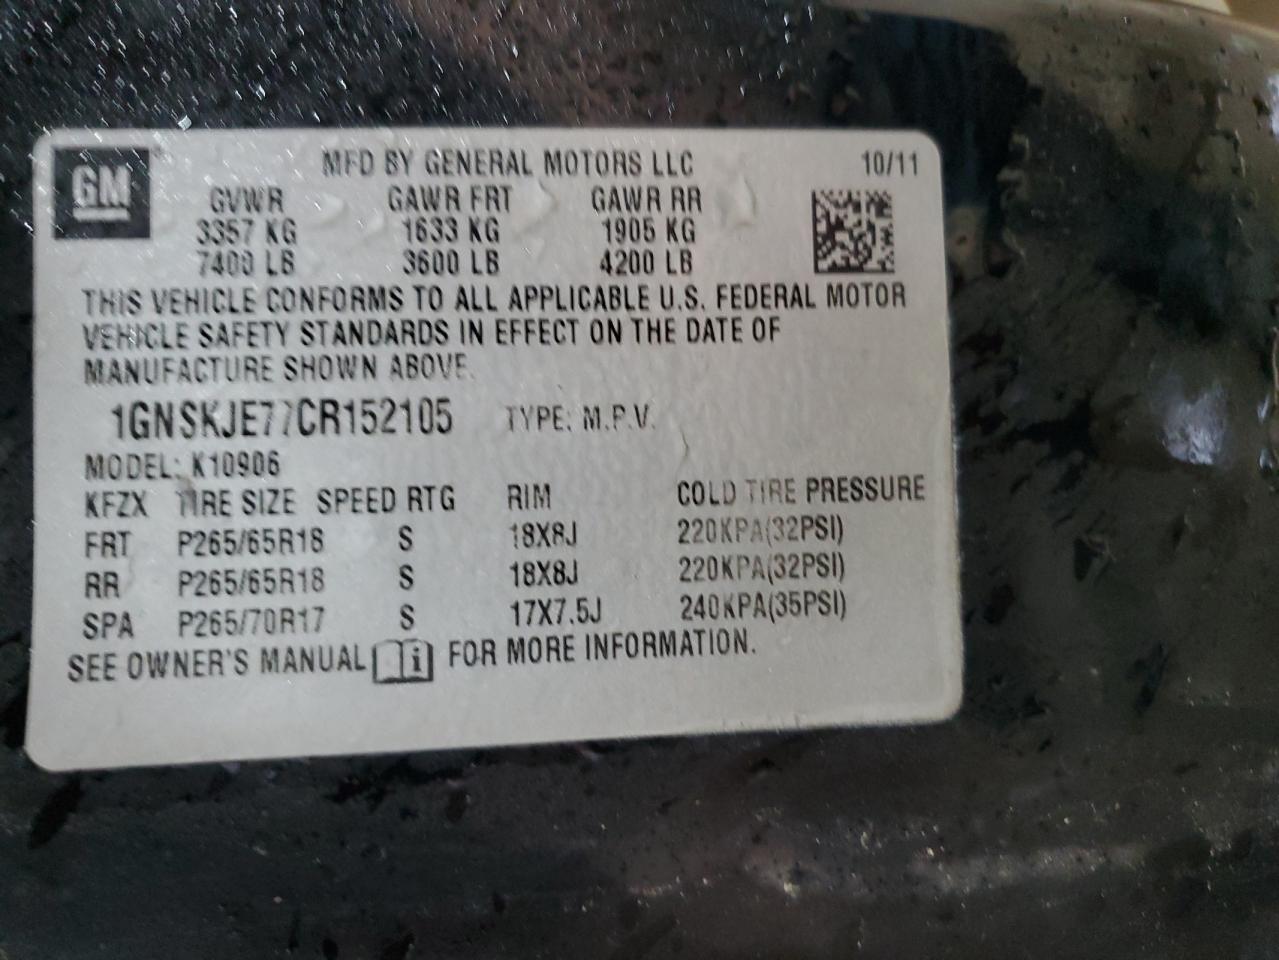 GM
MFD BY GENERAL MOTORS LLC 10/11
GVWR GAWR FRT GAWR RR
3357 KG 1633 KG 1905 KG
7400 LB 3600 LB 4200 LB
THIS VEHICLE CONFORMS TO ALL APPLICABLE U.S. FEDERAL MOTOR
VEHICLE SAFETY STANDARDS IN EFFECT ON THE DATE OF
MANUFACTURE SHOWN ABOVE.
1GNSKJE77CR152105 TYPE: M.P.V.
MODEL: K10906
KFZX TIRE SIZE SPEED RTG RIM COLD TIRE PRESSURE
FRT P265/65R18 S 18X8J 220KPA(32PSI)
RR P265/65R18 S 18X8J 220KPA(32PSI)
SPA P265/70R17 S 17X7.5J 240KPA(35PSI)
SEE OWNER'S MANUAL i FOR MORE INFORMATION.